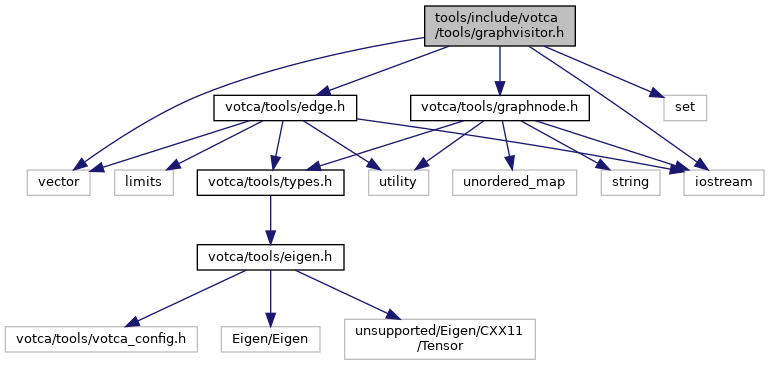 tools/include/votca
/tools/graphvisitor.h
votca/tools/edge.h
votca/tools/graphnode.h
set
vector
limits
votca/tools/types.h
utility
unordered_map
string
iostream
votca/tools/eigen.h
votca/tools/votca_config.h
Eigen/Eigen
unsupported/Eigen/CXX11
/Tensor